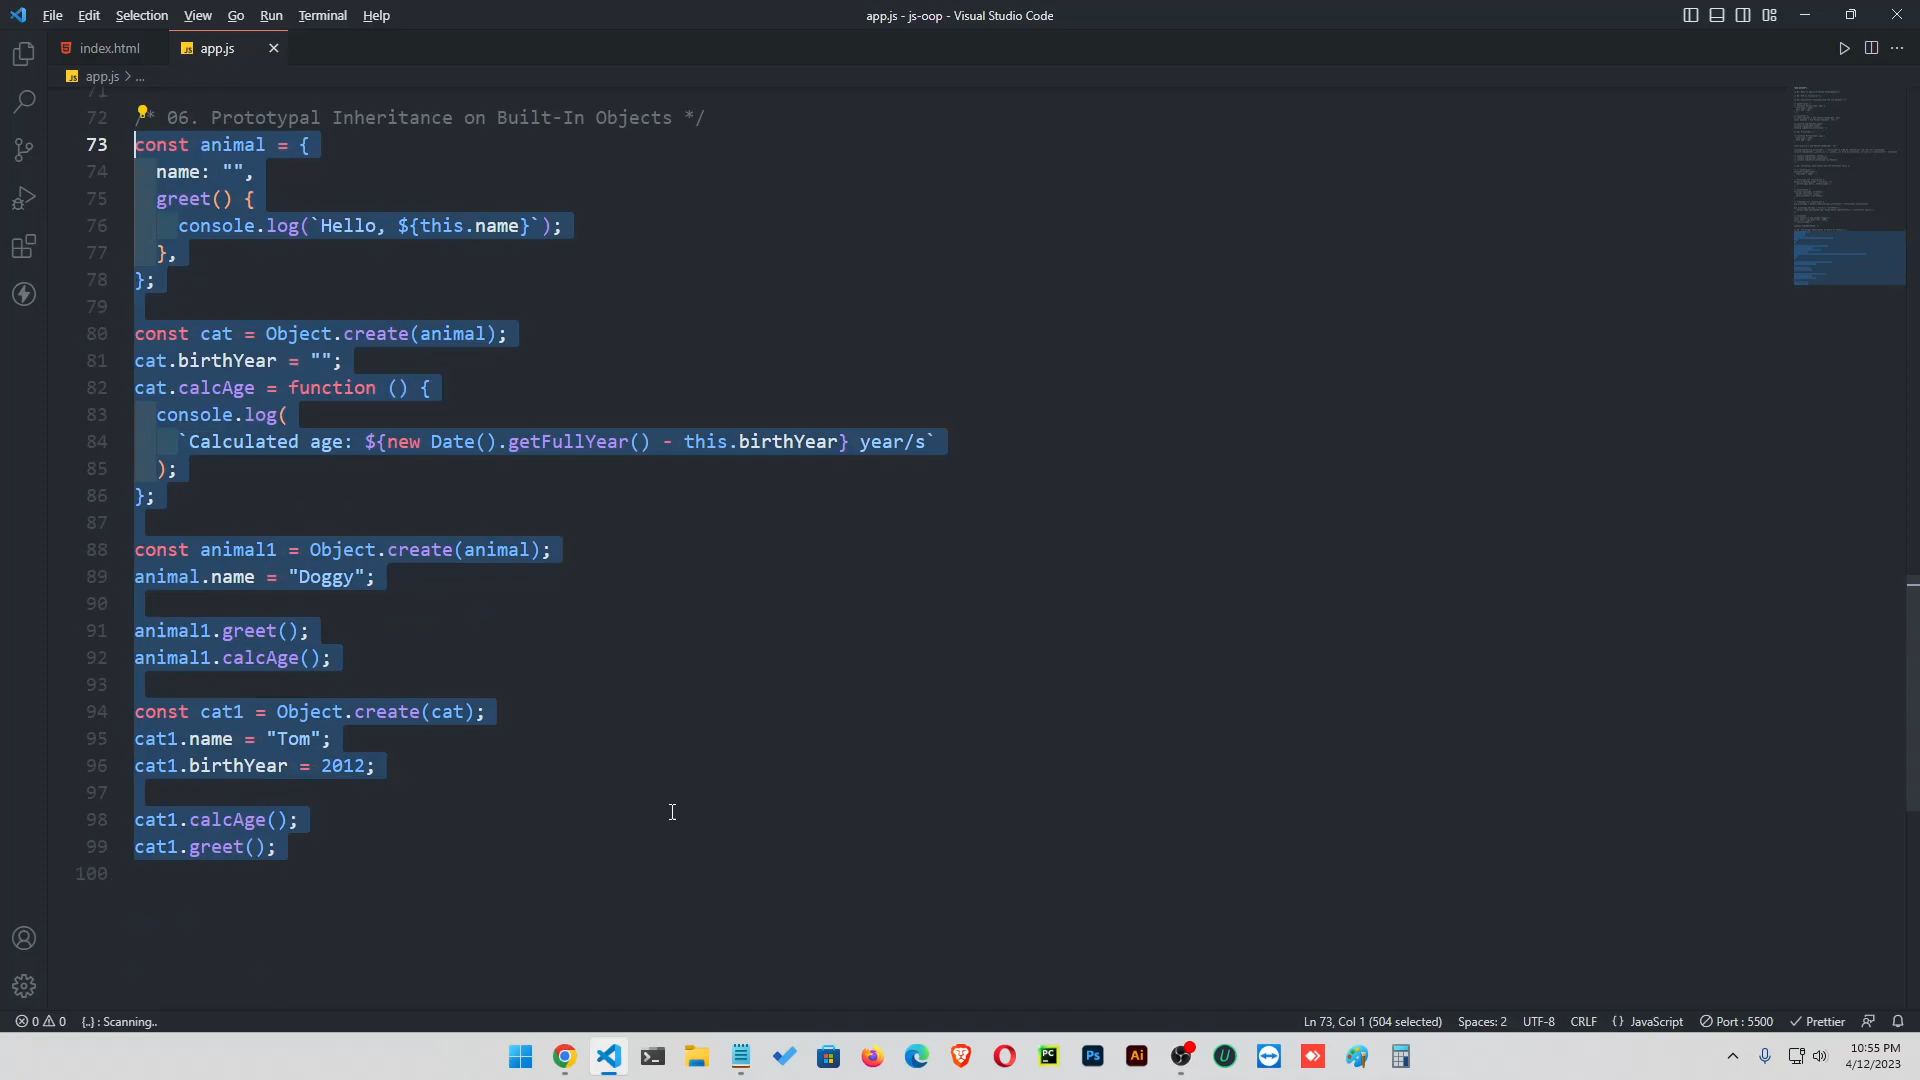 File Edit Selection View Go Run Terminal Help
app.js - js-oop - Visual Studio Code
index.html
JS app.js
JS app.js > ...
71
72 /* 06. Prototypal Inheritance on Built-In Objects */
73 const animal = {
74 name: "",
75 greet() {
76 console.log(`Hello, ${this.name}`);
77 },
78 };
79
80 const cat = Object.create(animal);
81 cat.birthYear = "";
82 cat.calcAge = function () {
83 console.log(
84 `Calculated age: ${new Date().getFullYear() - this.birthYear} year/s`
85 );
86 };
87
88 const animal1 = Object.create(animal);
89 animal.name = "Doggy";
90
91 animal1.greet();
92 animal1.calcAge();
93
94 const cat1 = Object.create(cat);
95 cat1.name = "Tom";
96 cat1.birthYear = 2012;
97
98 cat1.calcAge();
99 cat1.greet();
100
0 0 {..} : Scanning..
Ln 73, Col 1 (504 selected) Spaces: 2 UTF-8 CRLF {} JavaScript Port : 5500 Prettier
PC Ps Ai U
10:55 PM
4/12/2023